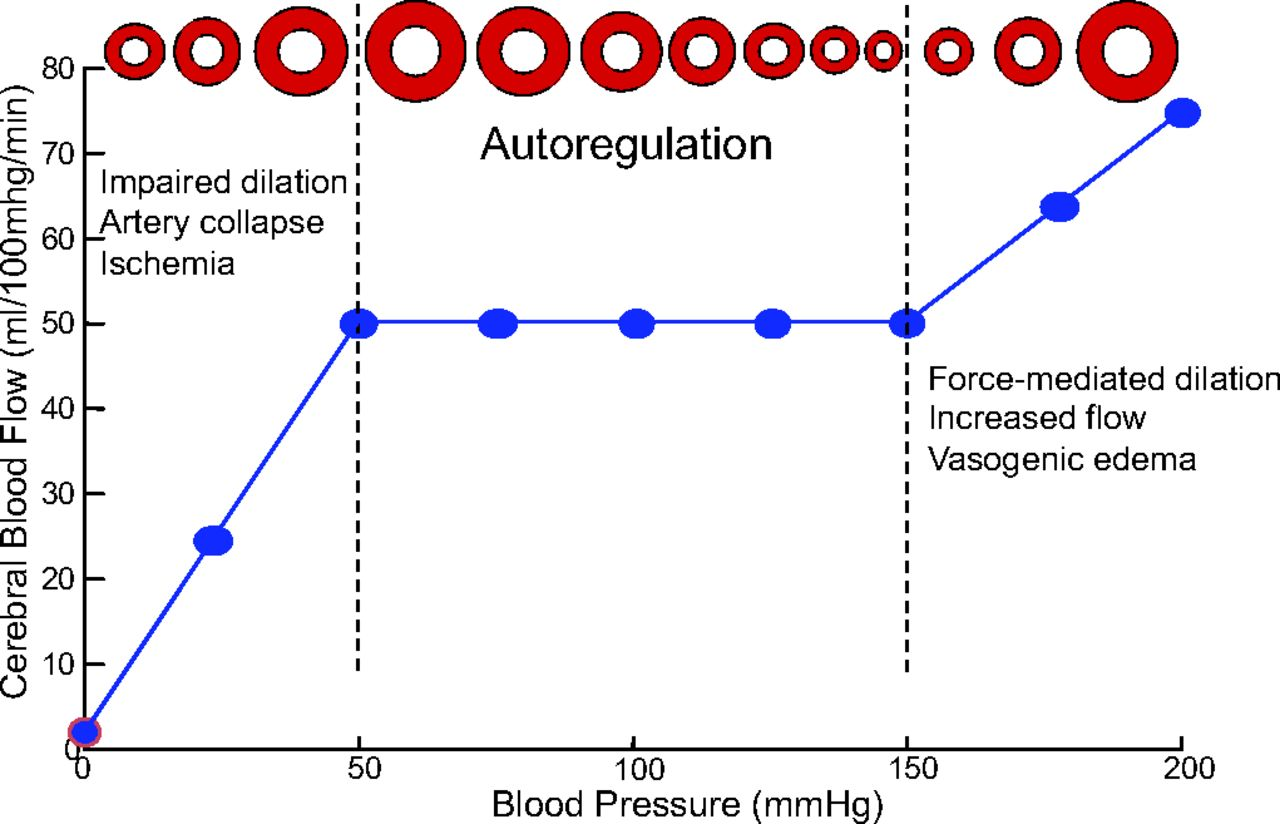 80
70
60
50
40
30
20
10
0
Cerebral Blood Flow (ml/100mhg/min)
Impaired dilation
Artery collapse
Ischemia
Autoregulation
Force-mediated dilation
Increased flow
Vasogenic edema
0 50 100 150 200
Blood Pressure (mmHg)